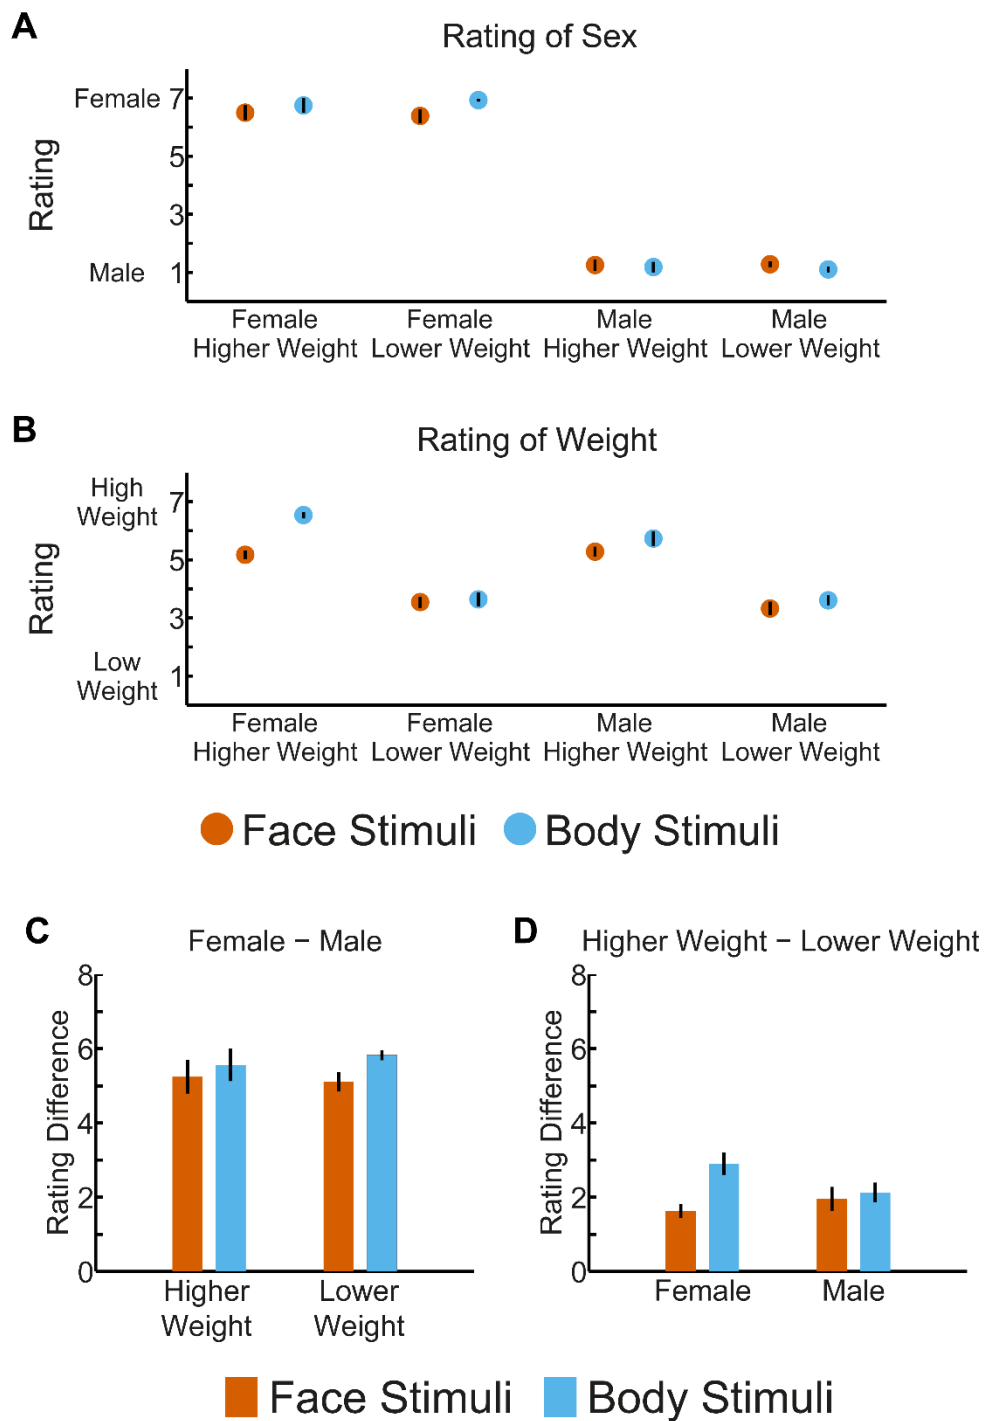 A
Rating of Sex
Rating
Female 7
5
3
Male 1
Female Female Male Male
Higher Weight Lower Weight Higher Weight Lower Weight
B
Rating of Weight
Rating
High
Weight 7
5
3
Low
Weight 1
Female Female Male Male
Higher Weight Lower Weight Higher Weight Lower Weight
Face Stimuli Body Stimuli
C
Female − Male
Rating Difference
8
6
4
2
0
Higher Lower
Weight Weight
D
Higher Weight − Lower Weight
Rating Difference
8
6
4
2
0
Female Male
Face Stimuli Body Stimuli